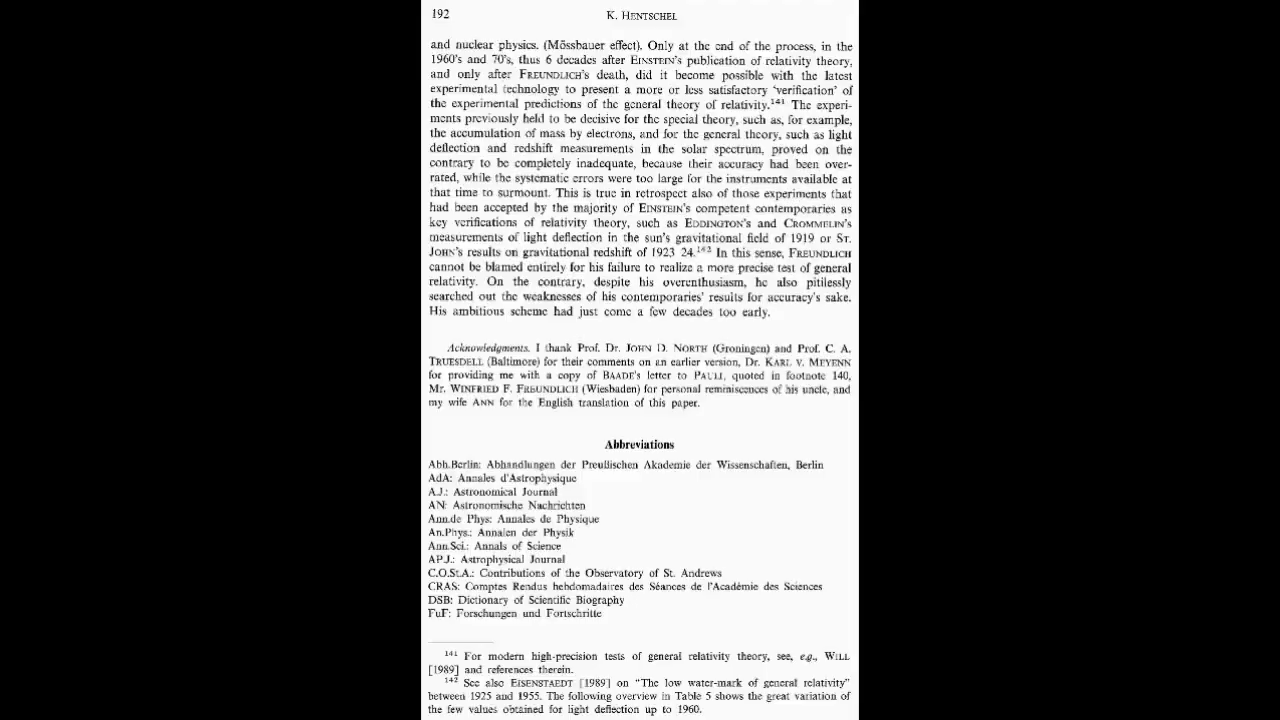 192
K. HENTSCHEL
and nuclear physics. (Mössbauer effect). Only at the end of the process, in the
1960's and 70's, thus 6 decades after EINSTEIN's publication of relativity theory,
and only after FREUNDLICH's death, did it become possible with the latest
experimental technology to present a more or less satisfactory 'verification' of
the experimental predictions of the general theory of relativity.141 The experi-
ments previously held to be decisive for the special theory, such as, for example,
the accumulation of mass by electrons, and for the general theory, such as light
deflection and redshift measurements in the solar spectrum, proved on the
contrary to be completely inadequate, because their accuracy had been over-
rated, while the systematic errors were too large for the instruments available at
that time to surmount. This is true in retrospect also of those experiments that
had been accepted by the majority of EINSTEIN's competent contemporaries as
key verifications of relativity theory, such as EDDINGTON's and CROMMELIN's
measurements of light deflection in the sun's gravitational field of 1919 or ST.
JOHN's results on gravitational redshift of 1923 24.142 In this sense, FREUNDLICH
cannot be blamed entirely for his failure to realize a more precise test of general
relativity. On the contrary, despite his overenthusiasm, he also pitilessly
searched out the weaknesses of his contemporaries' results for accuracy's sake.
His ambitious scheme had just come a few decades too early.
Acknowledgments. I thank Prof. Dr. JOHN D. NORTH (Groningen) and Prof. C. A.
TRUESDELL (Baltimore) for their comments on an earlier version, Dr. KARL V. MEYENN
for providing me with a copy of BAADE's letter to PAULI, quoted in footnote 140,
Mr. WINFRIED F. FREUNDLICH (Wiesbaden) for personal reminiscences of his uncle, and
my wife ANN for the English translation of this paper.
Abbreviations
Abh.Berlin: Abhandlungen der Preußischen Akademie der Wissenschaften, Berlin
AdA: Annales d'Astrophysique
A.J.: Astronomical Journal
AN: Astronomische Nachrichten
Ann.de Phys: Annales de Physique
An.Phys.: Annalen der Physik
Ann.Sci.: Annals of Science
APJ.: Astrophysical Journal
C.O.St.A.: Contributions of the Observatory of St. Andrews
CRAS: Comptes Rendus hebdomadaires des Séances de l'Académie des Sciences
DSB: Dictionary of Scientific Biography
FuF: Forschungen und Fortschritte
141 For modern high-precision tests of general relativity theory, see, e.g., WILL
[1989] and references therein.
142 See also EISENSTAEDT [1989] on "The low water-mark of general relativity"
between 1925 and 1955. The following overview in Table 5 shows the great variation of
the few values obtained for light deflection up to 1960.